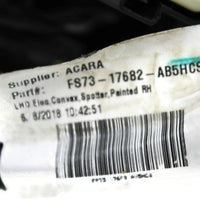 Supplier: ACARA
Part#: FS73-17682-AB5HCS
LHD Elec,Convex,Spotter,Painted RH
6/8/2018 10:42:51